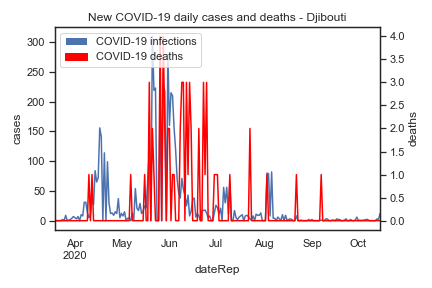 New COVID-19 daily cases and deaths - Djibouti
COVID-19 infections
COVID-19 deaths
300
250
200
150
100
50
0
cases
4.0
3.5
3.0
2.5
2.0
1.5
1.0
0.5
0.0
deaths
Apr May Jun Jul Aug Sep Oct
2020
dateRep